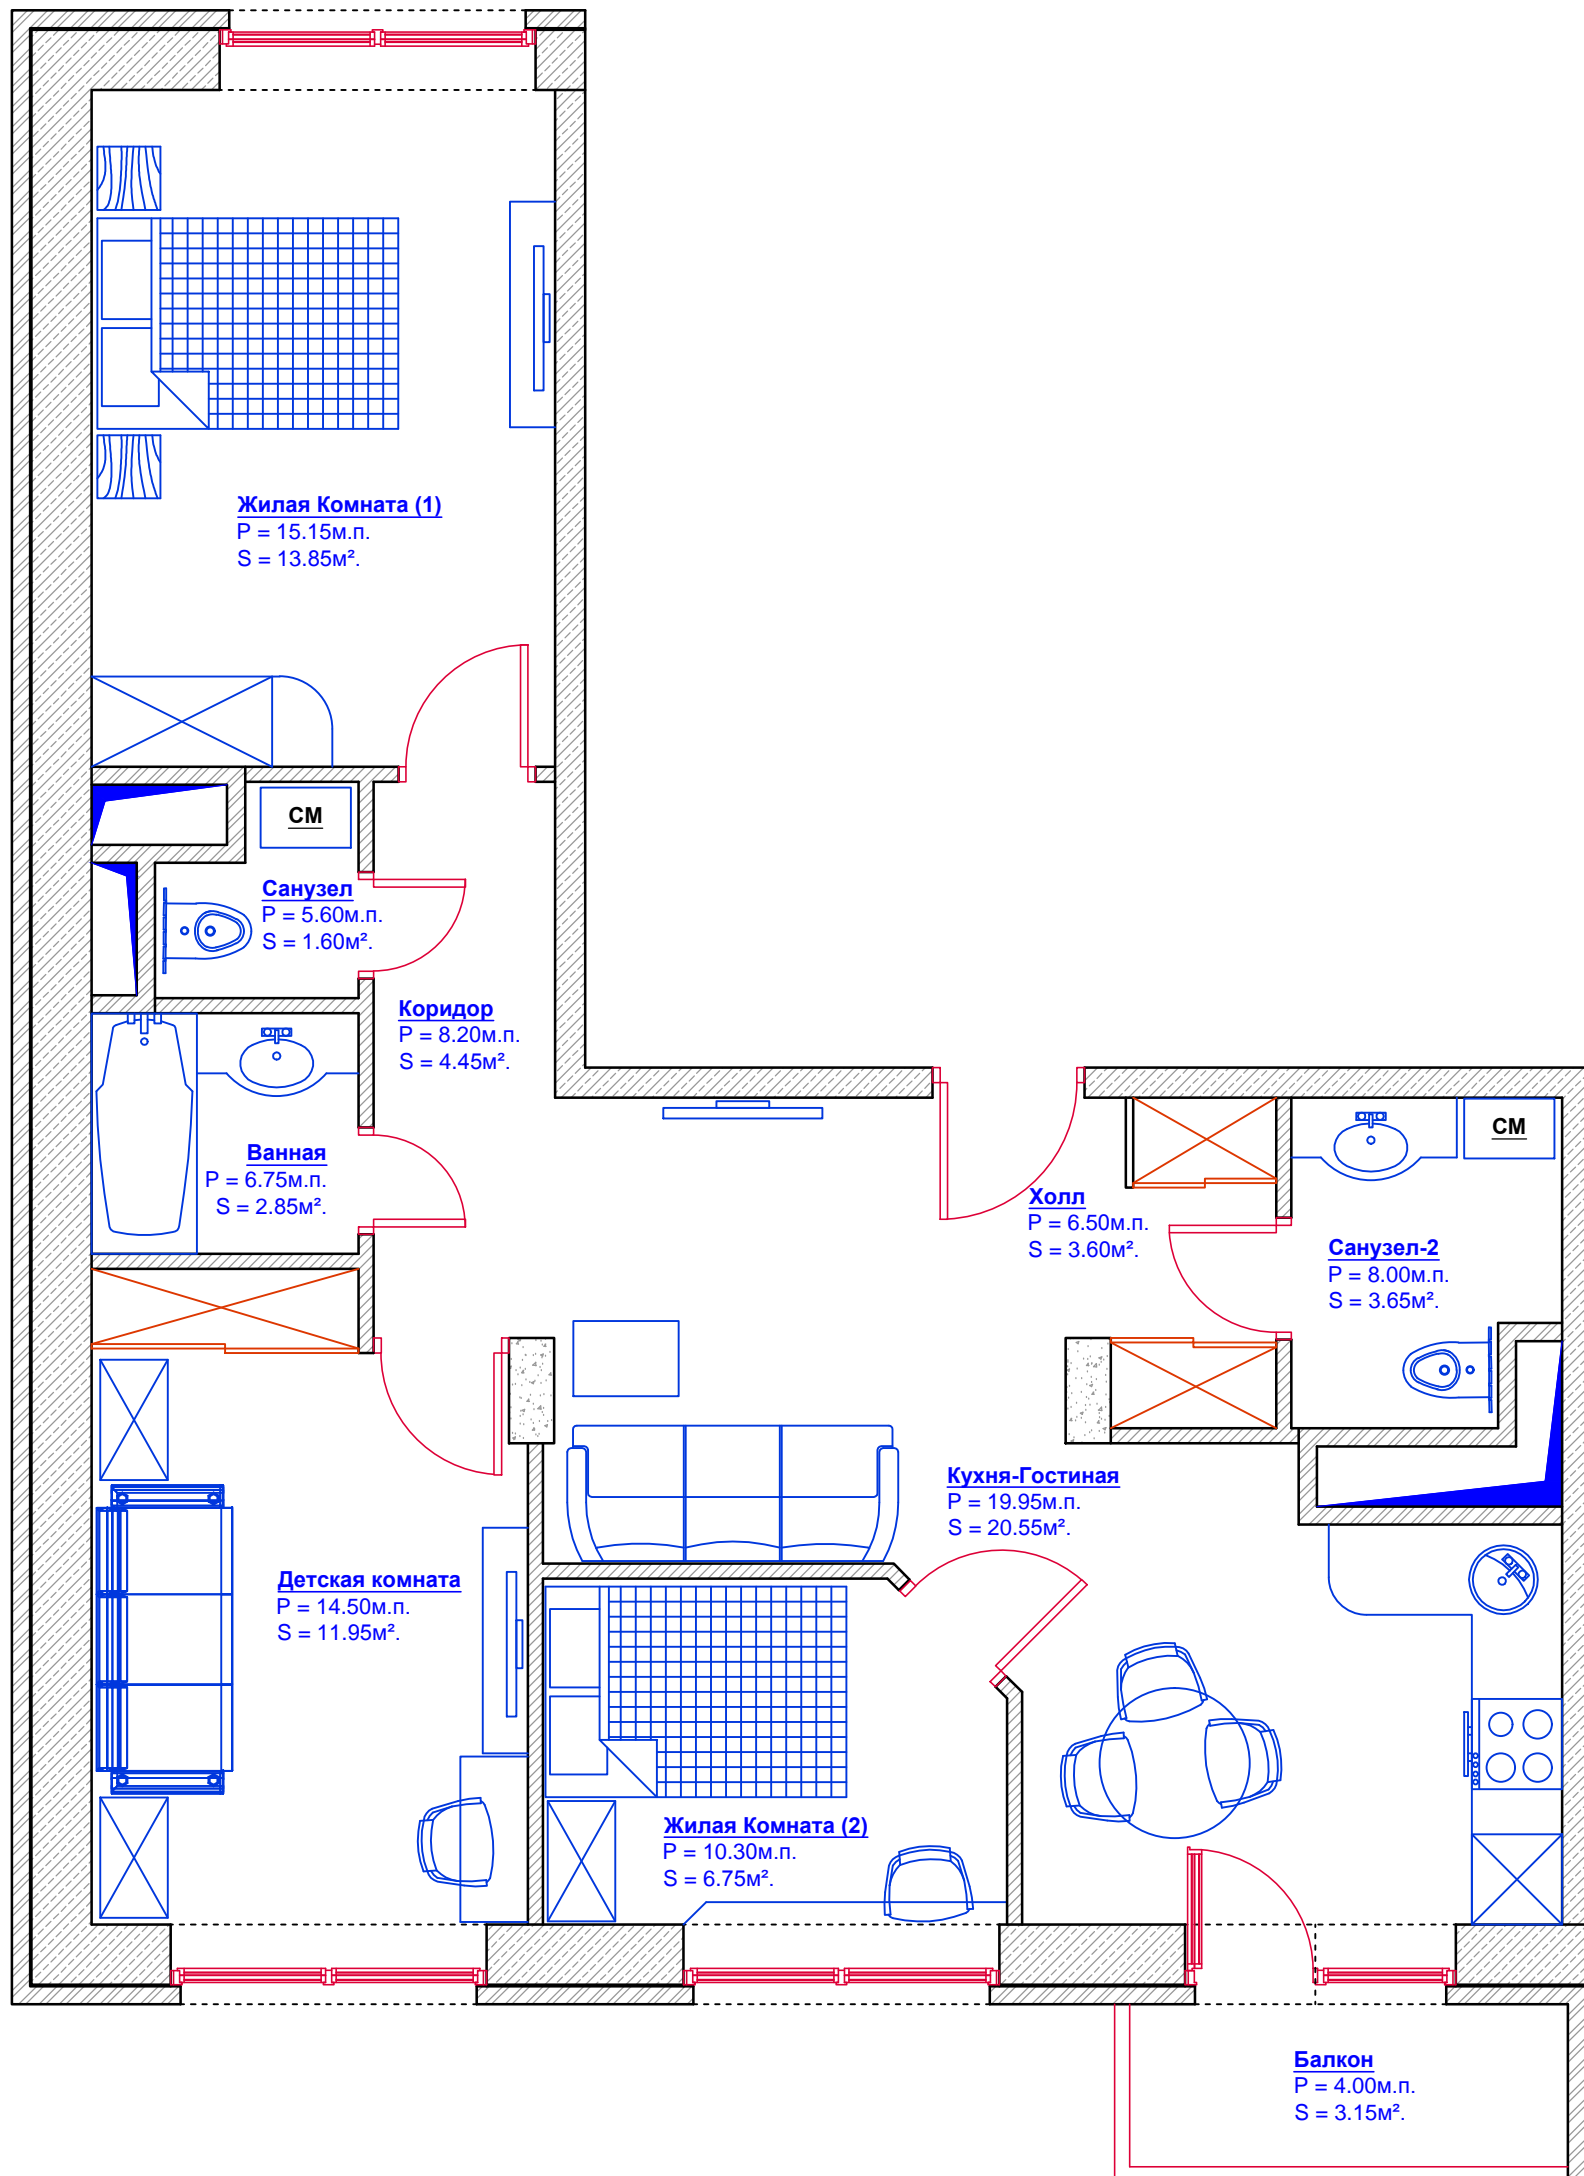 Жилая Комната (1)
P = 15.15м.п.
S = 13.85м².
СМ
Санузел
P = 5.60м.п.
S = 1.60м².
Коридор
P = 8.20м.п.
S = 4.45м².
Ванная
P = 6.75м.п.
S = 2.85м².
СМ
Холл
P = 6.50м.п.
S = 3.60м².
Санузел-2
P = 8.00м.п.
S = 3.65м².
Кухня-Гостиная
P = 19.95м.п.
S = 20.55м².
Детская комната
P = 14.50м.п.
S = 11.95м².
Жилая Комната (2)
P = 10.30м.п.
S = 6.75м².
Балкон
P = 4.00м.п.
S = 3.15м².